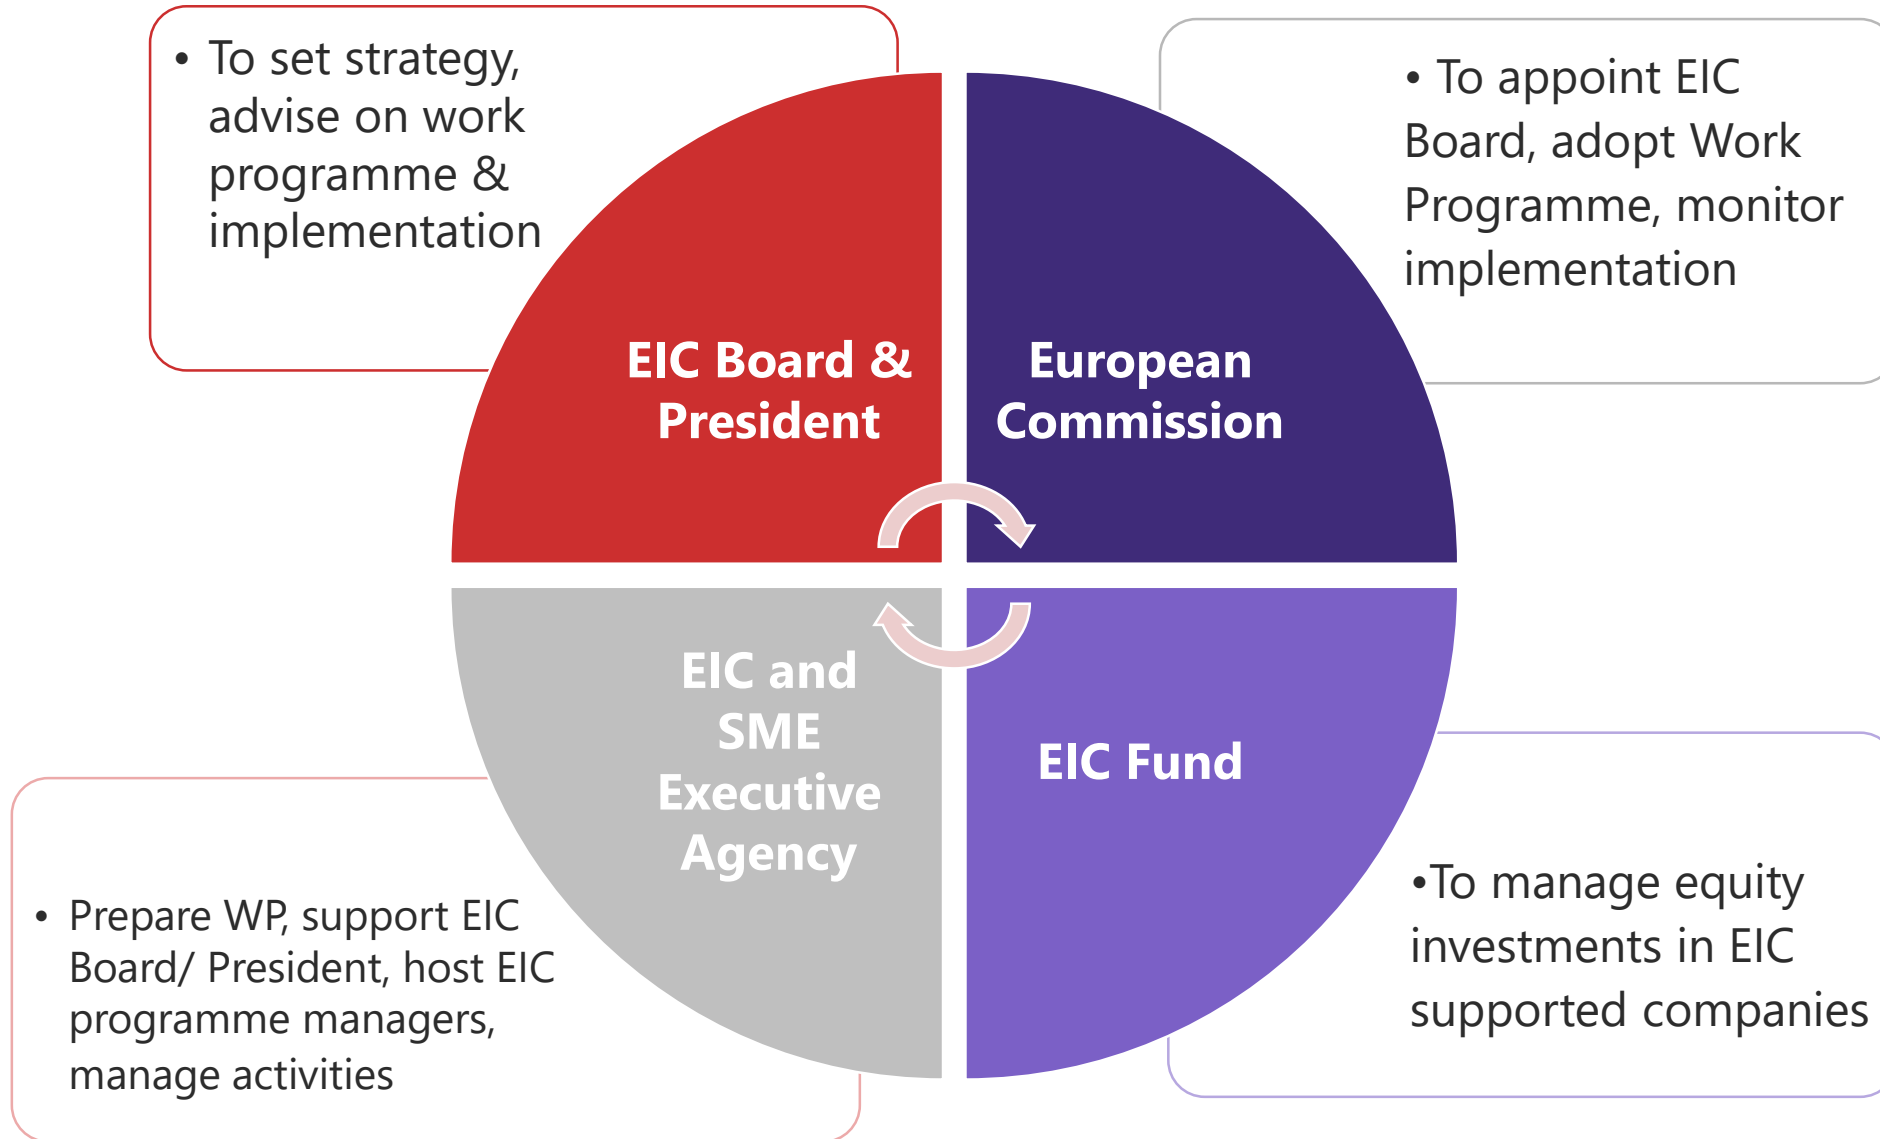 • To set strategy,
advise on work
programme &
implementation
• To appoint EIC
Board, adopt Work
Programme, monitor
implementation
EIC Board &
President
European
Commission
EIC and
SME
Executive
Agency
EIC Fund
• Prepare WP, support EIC
Board/ President, host EIC
programme managers,
manage activities
•To manage equity
investments in EIC
supported companies